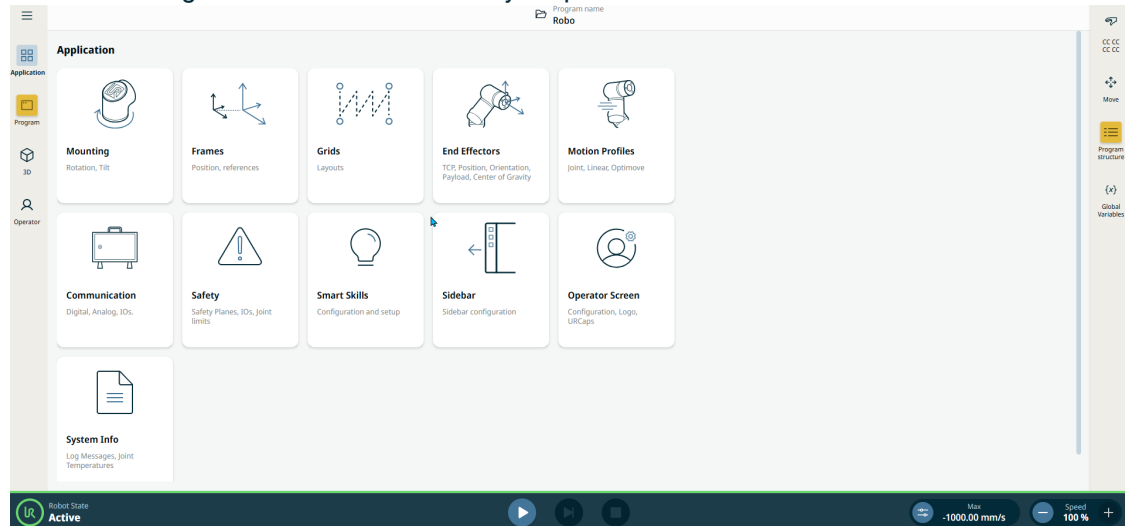 Program name
Robo
Application
Application
Program
3D
Operator
Mounting
Rotation, Tilt
Frames
Position, references
Grids
Layouts
End Effectors
TCP, Position, Orientation,
Payload, Center of Gravity
Motion Profiles
Joint, Linear, Optimove
Communication
Digital, Analog, IOs.
Safety
Safety Planes, IOs, Joint
limits
Smart Skills
Configuration and setup
Sidebar
Sidebar configuration
Operator Screen
Configuration, Logo,
URCaps
System Info
Log Messages, Joint
Temperatures
CC CC
CC CC
Move
Program
structure
{x}
Global
Variables
UR
Robot State
Active
Max
-1000.00 mm/s
Speed
100 %